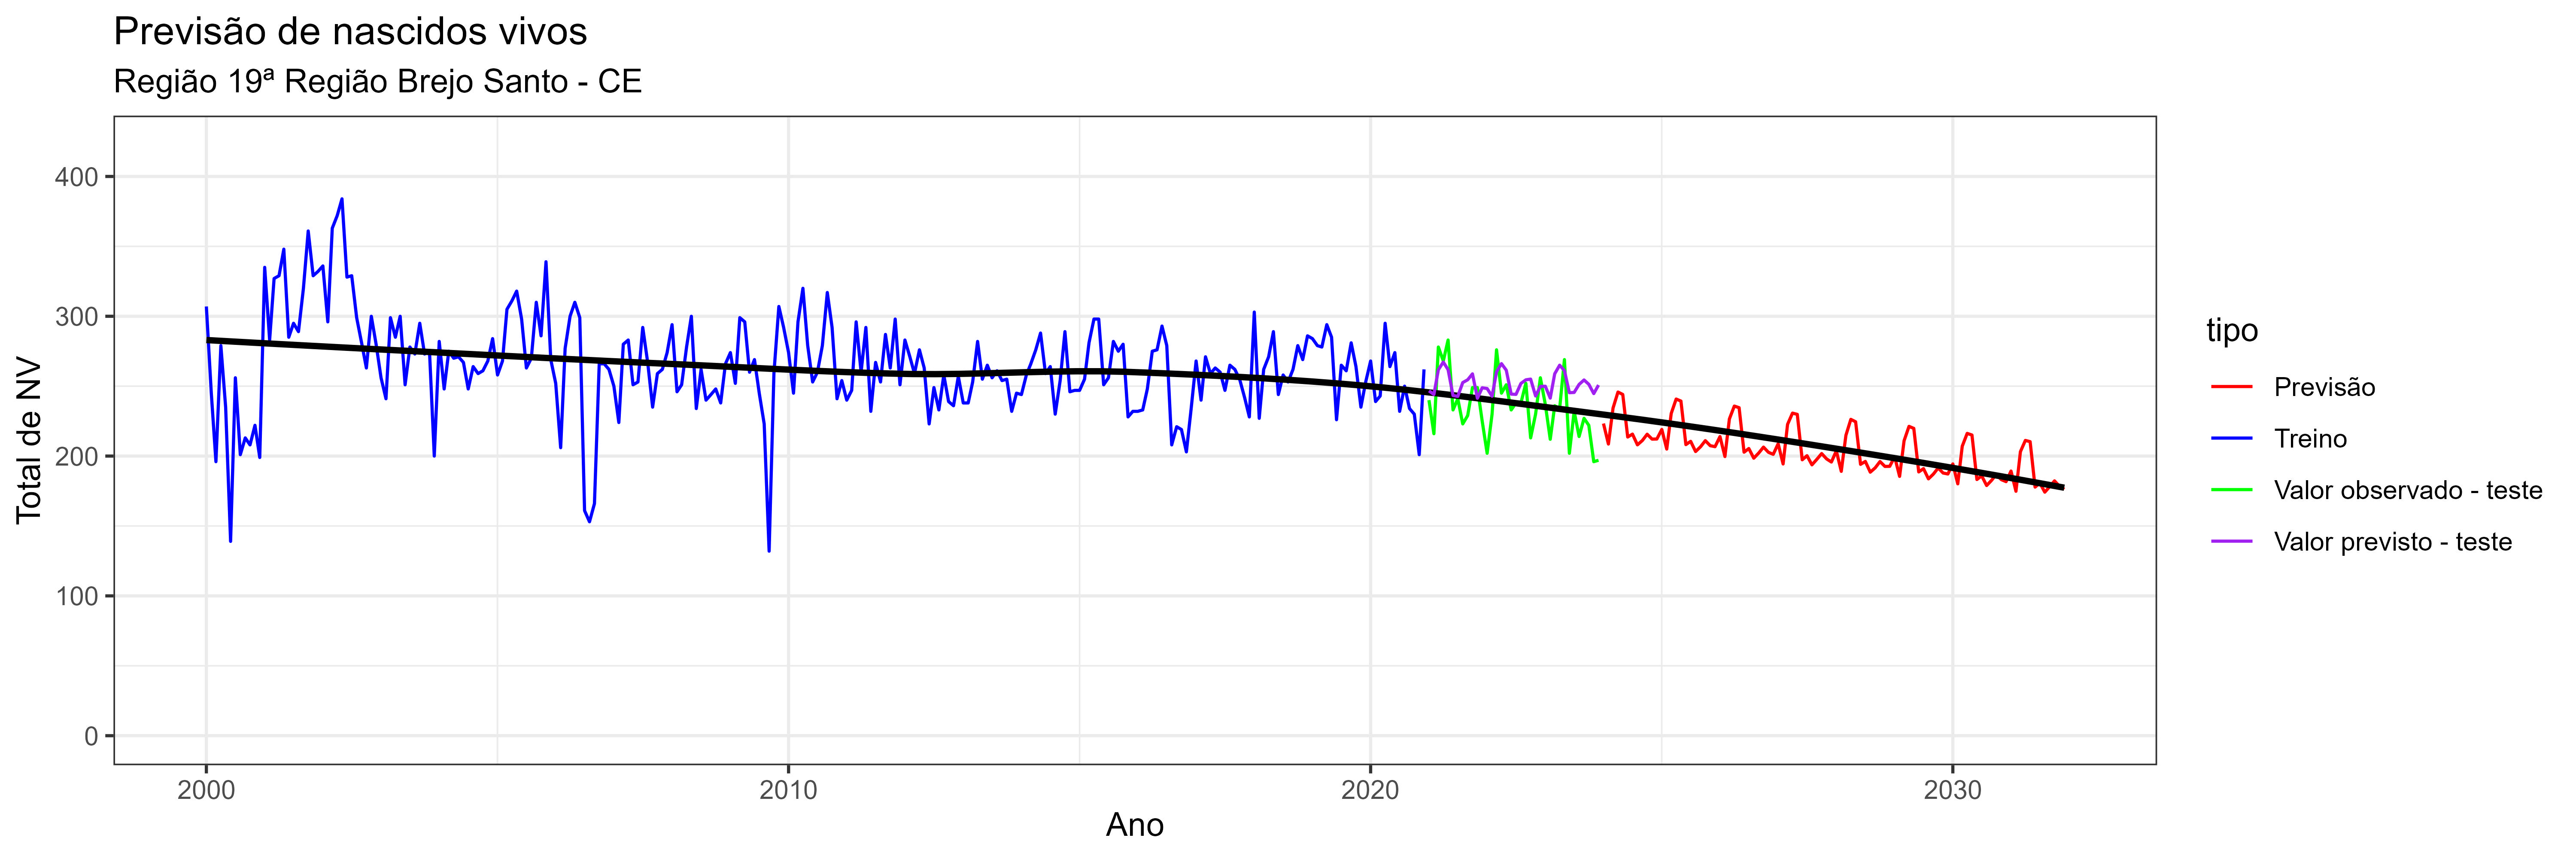 Previsão de nascidos vivos
Região 19ª Região Brejo Santo - CE
400
300
200
100
0
Total de NV
2000
2010
2020
2030
Ano
tipo
Previsão
Treino
Valor observado - teste
Valor previsto - teste